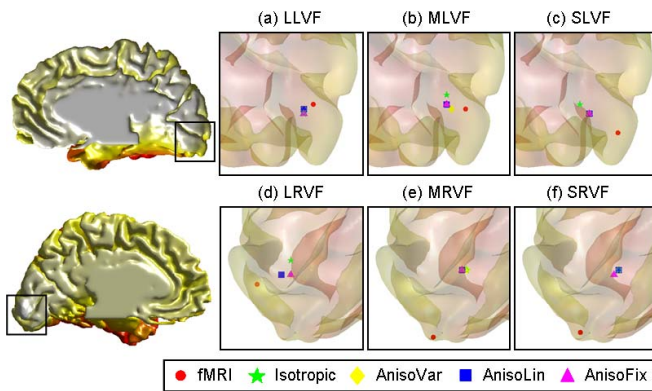 (a) LLVF
(b) MLVF
(c) SLVF
(d) LRVF
(e) MRVF
(f) SRVF
fMRI
Isotropic
AnisoVar
AnisoLin
AnisoFix